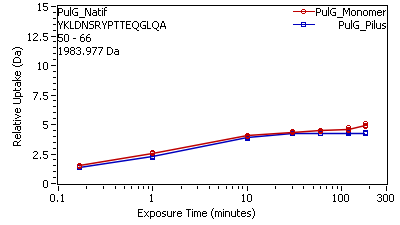 15
12.5
10
7.5
5
2.5
0
Relative Uptake (Da)
PulG_Natif
YKLDNSRYPTTEQGLQA
50 - 66
1983.977 Da
PulG_Monomer
PulG_Pilus
0.1 1 10 100 300
Exposure Time (minutes)